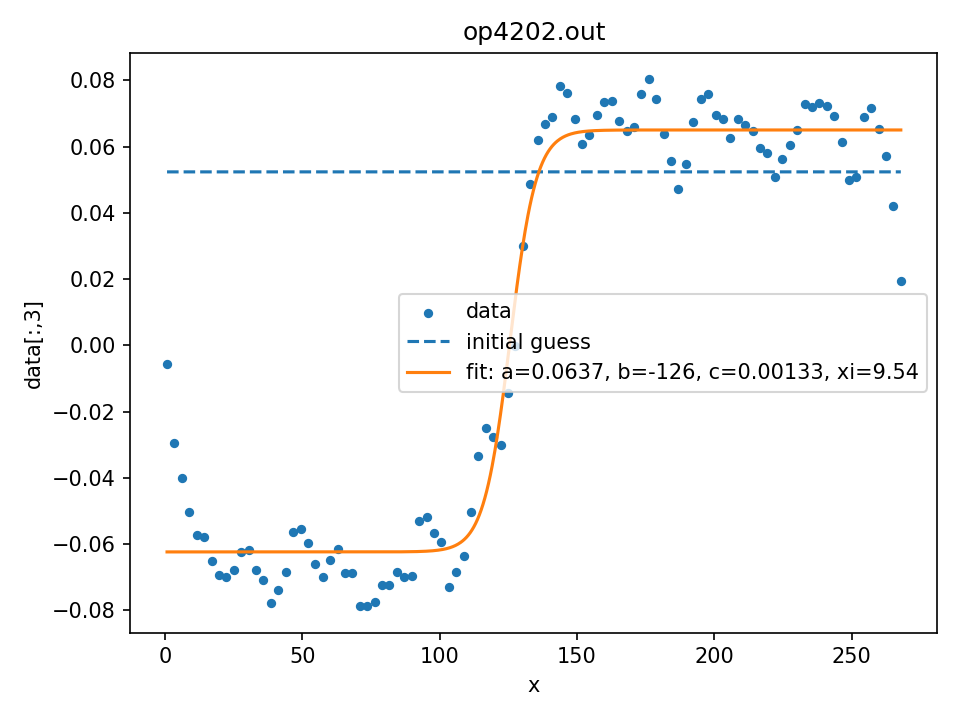 op4202.out
0.08
0.06
0.04
0.02
0.00
−0.02
−0.04
−0.06
−0.08
data[:,3]
data
initial guess
fit: a=0.0637, b=-126, c=0.00133, xi=9.54
0 50 100 150 200 250
x